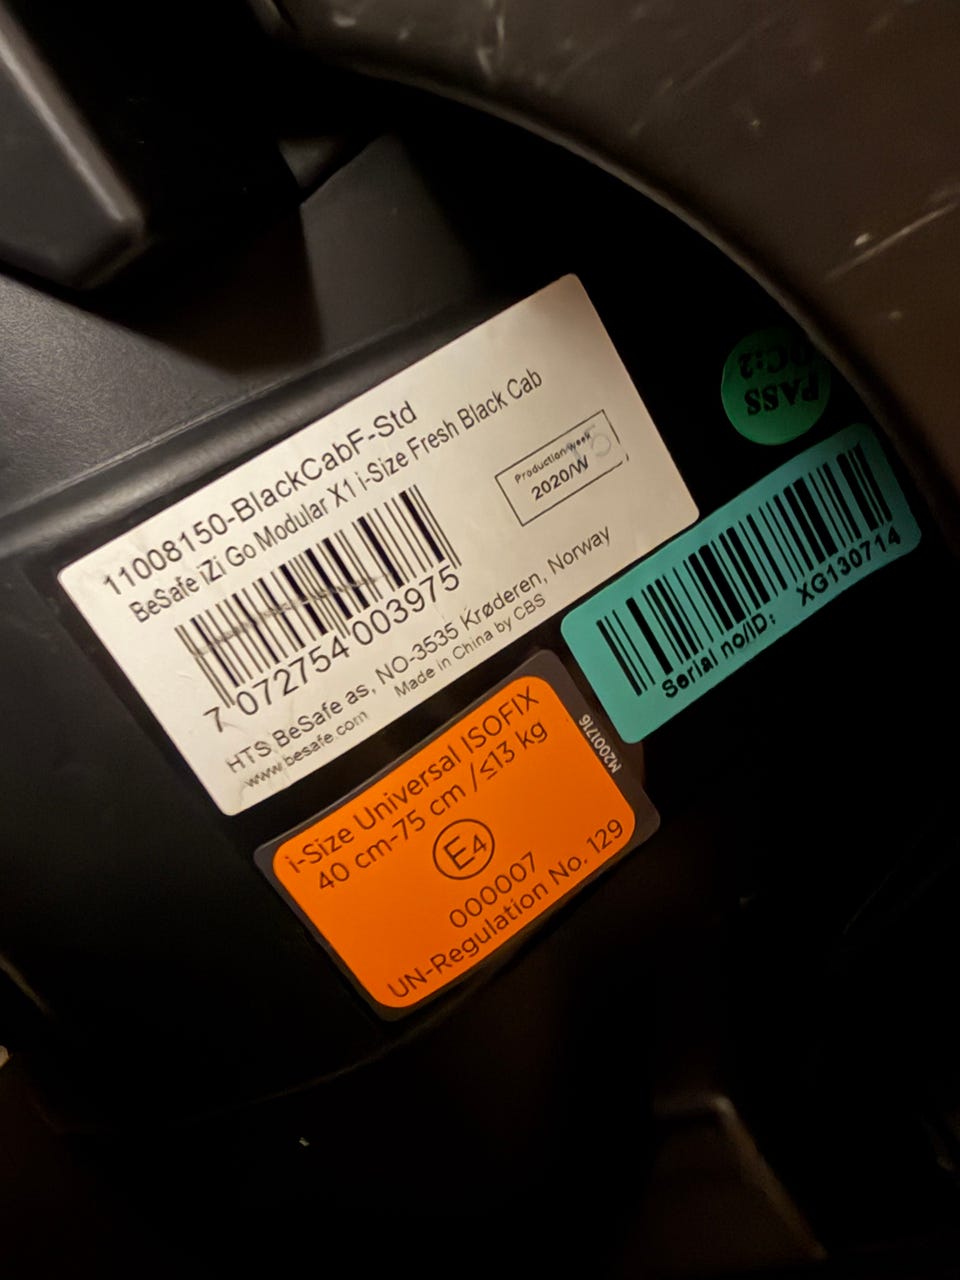 11008150-BlackCabF-Std
BeSafe iZi Go Modular X1 i-Size Fresh Black Cab
Production week
2020/W
7 072754 003975
HTS BeSafe as, NO-3535 Krøderen, Norway
Made in China by CBS
www.besafe.com
PASS
Serial no/ID: XG130714
i-Size Universal ISOFIX
40 cm-75 cm /≤13 kg
E4
000007
UN-Regulation No. 129
M2001716